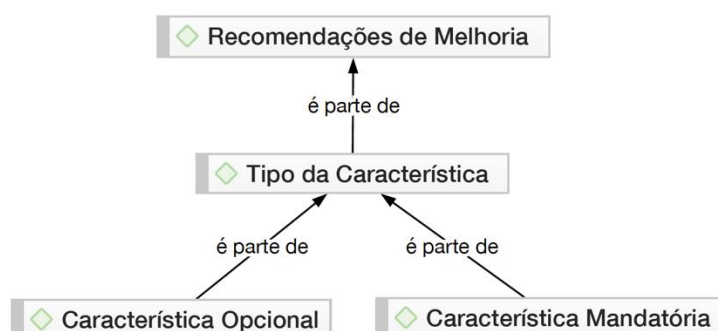 Recomendações de Melhoria
é parte de
Tipo da Característica
é parte de
é parte de
Característica Opcional
Característica Mandatória